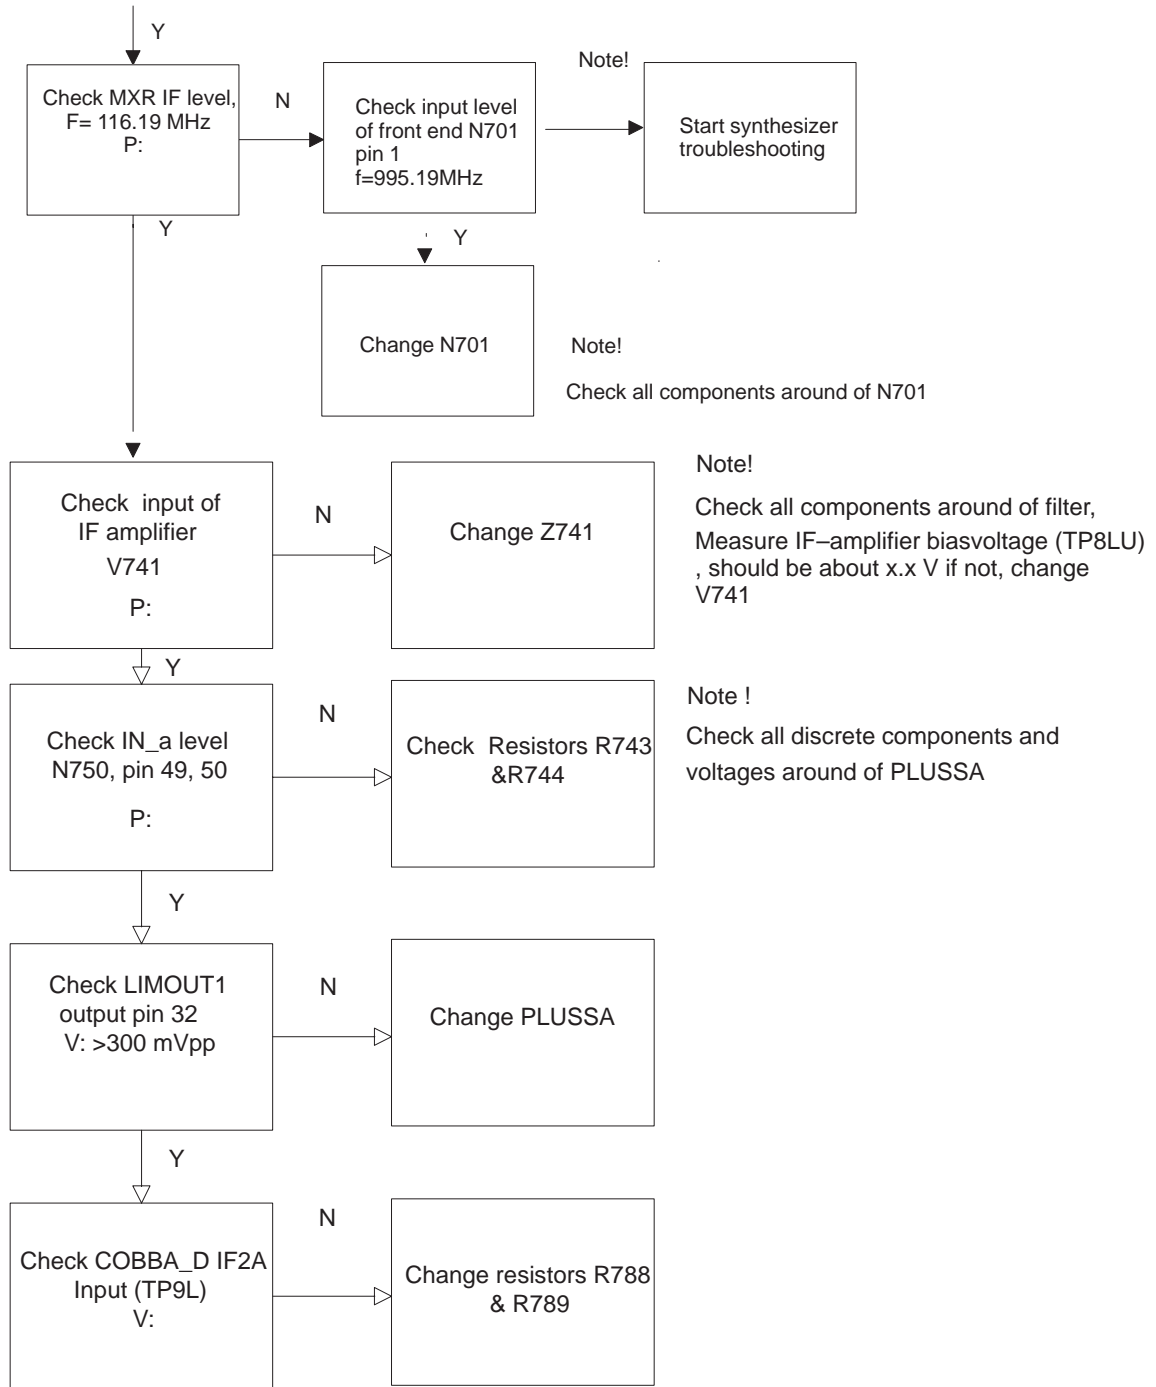 Y
Check MXR IF level,
F= 116.19 MHz
P:
N
Check input level
of front end N701
pin 1
f=995.19MHz
Note!
Start synthesizer
troubleshooting
Y
Y
Change N701
Note!
Check all components around of N701
Check  input of
IF amplifier
V741
P:
N
Change Z741
Note!
Check all components around of filter,
Measure IF–amplifier biasvoltage (TP8LU)
, should be about x.x V if not, change
V741
Y
Check IN_a level
N750, pin 49, 50
P:
N
Check  Resistors R743
&R744
Note !
Check all discrete components and
voltages around of PLUSSA
Y
Check LIMOUT1
output pin 32
V: >300 mVpp
N
Change PLUSSA
Y
Check COBBA_D IF2A
Input (TP9L)
V:
N
Change resistors R788
& R789